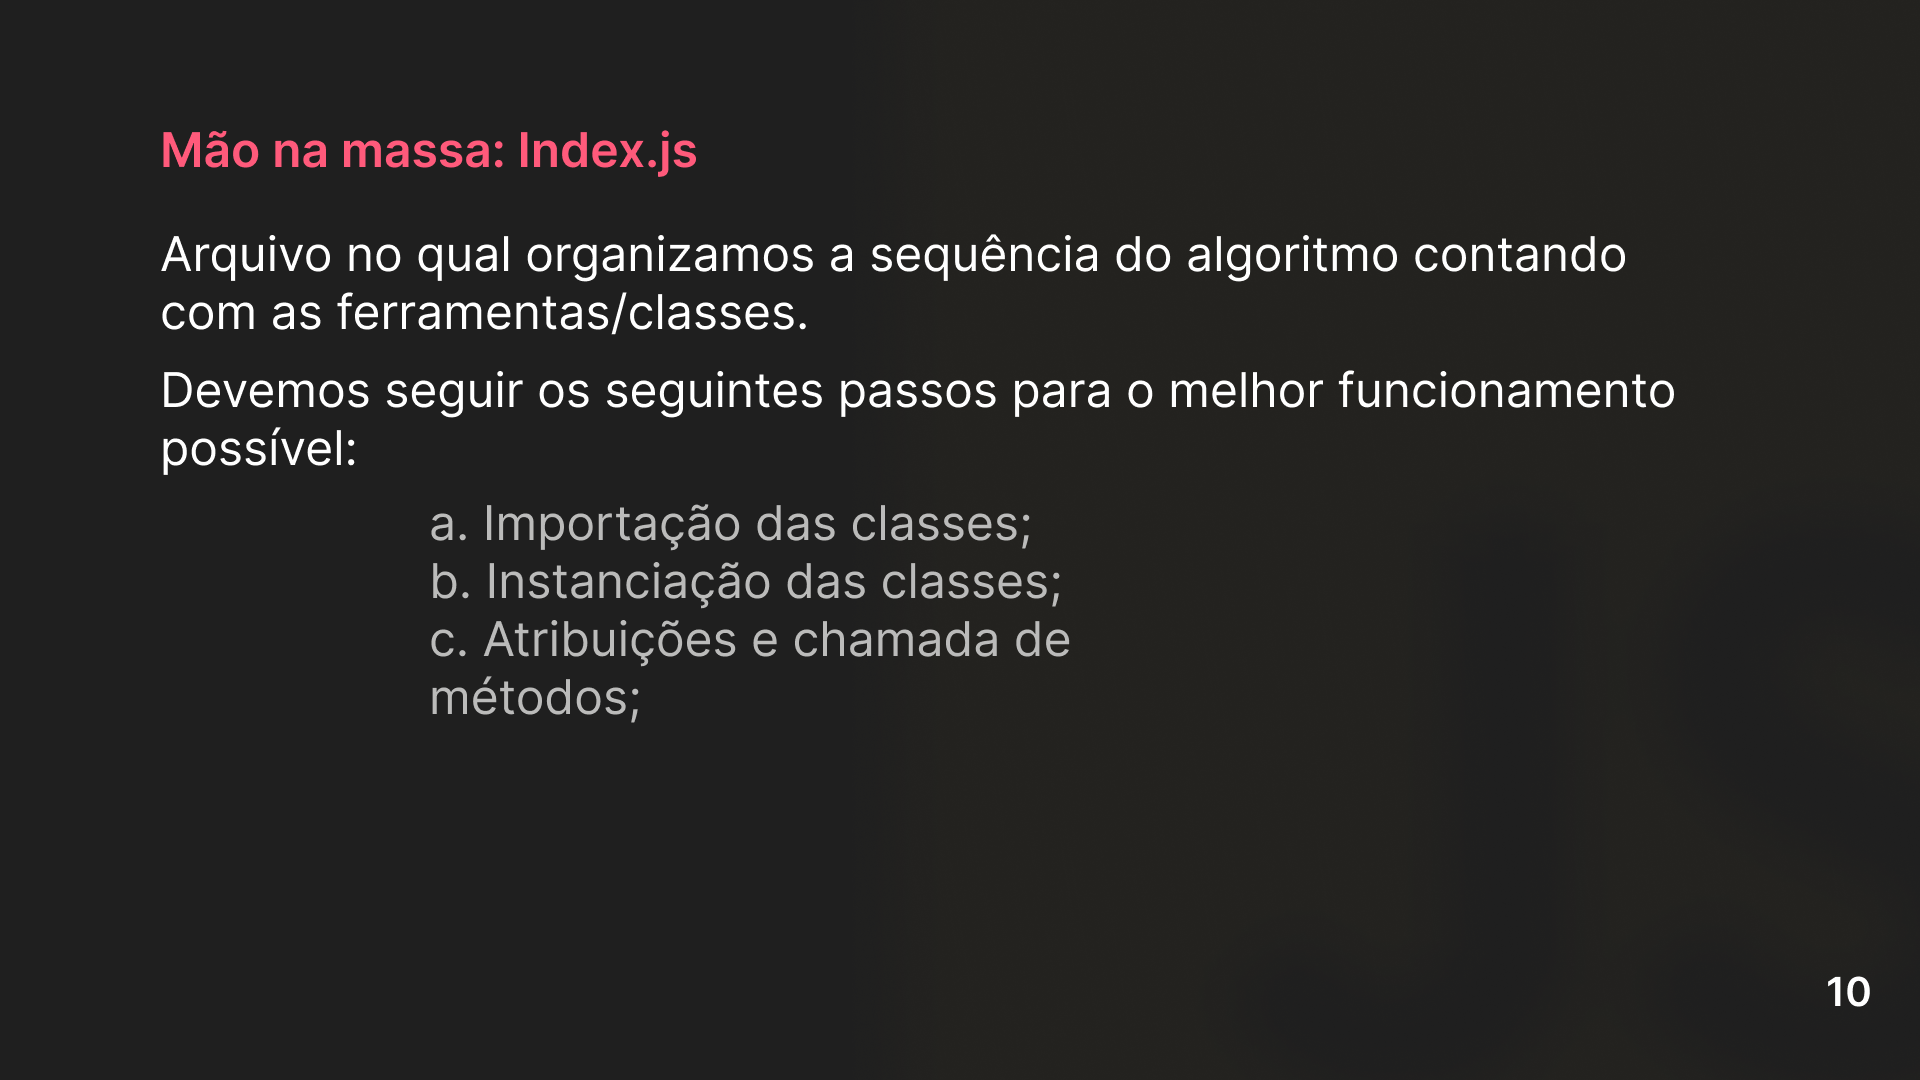 Mão na massa: Index.js
Arquivo no qual organizamos a sequência do algoritmo contando
com as ferramentas/classes.
Devemos seguir os seguintes passos para o melhor funcionamento
possível:
a. Importação das classes;
b. Instanciação das classes;
c. Atribuições e chamada de
métodos;
JS
10